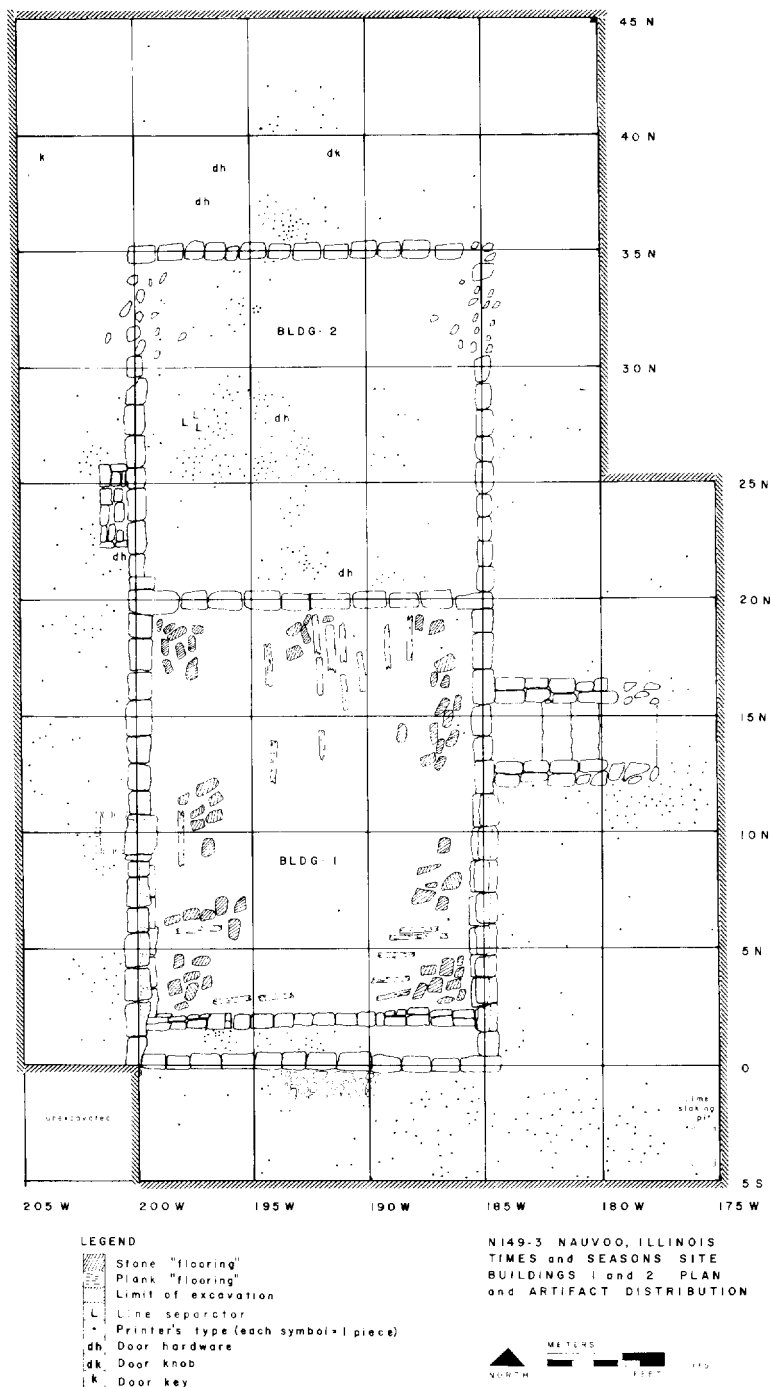 45 N
40 N
k
dh
dk
dh
35 N
BLDG-2
30 N
L
L
L
dh
25 N
dh
dh
20 N
15 N
10 N
BLDG-1
5 N
0
unexcavated
lime
slaking
pit
5 S
205 W 200 W 195 W 190 W 185 W 180 W 175 W
LEGEND
Stone "flooring"
Plank "flooring"
Limit of excavation
L Line separator
Printer's type (each symbol=1 piece)
dh Door hardware
dk Door knob
k Door key
N149-3 NAUVOO, ILLINOIS
TIMES and SEASONS SITE
BUILDINGS 1 and 2 PLAN
and ARTIFACT DISTRIBUTION
METERS
NORTH FEET